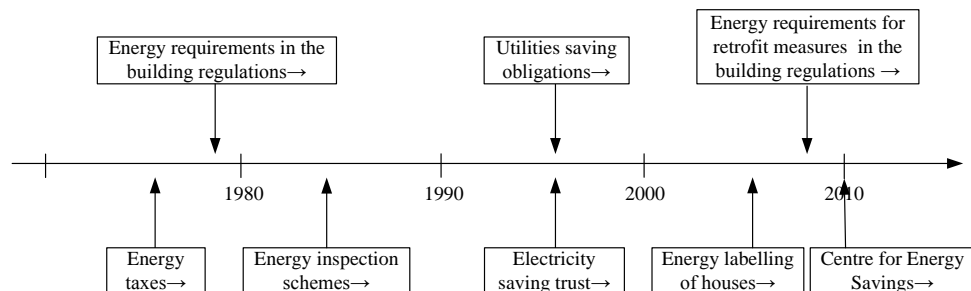 Energy requirements in the
building regulations→
Utilities saving
obligations→
Energy requirements for
retrofit measures in the
building regulations →
1980
1990
2000
2010
Energy
taxes→
Energy inspection
schemes→
Electricity
saving trust→
Energy labelling
of houses→
Centre for Energy
Savings→